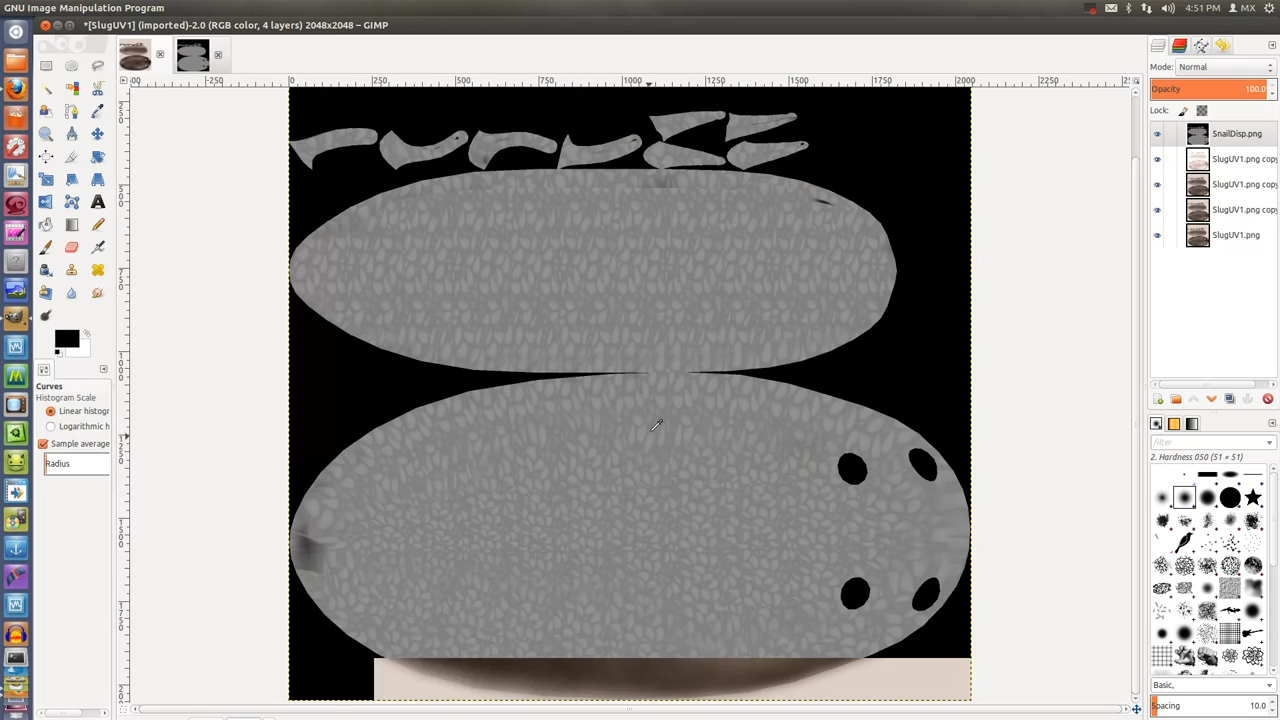 GNU Image Manipulation Program
4:51 PM MX
*[SlugUV1] (imported)-2.0 (RGB color, 4 layers) 2048x2048 – GIMP
-250 0 250 500 750 1000 1250 1500 1750 2000 2250
Mode: Normal
Opacity 100.0
Lock:
SnailDisp.png
SlugUV1.png copy
SlugUV1.png copy
SlugUV1.png copy
SlugUV1.png
Curves
Histogram Scale
Linear histogr
Logarithmic h
Sample average
Radius
filter
2. Hardness 050 (51 × 51)
Basic,
Spacing 10.0